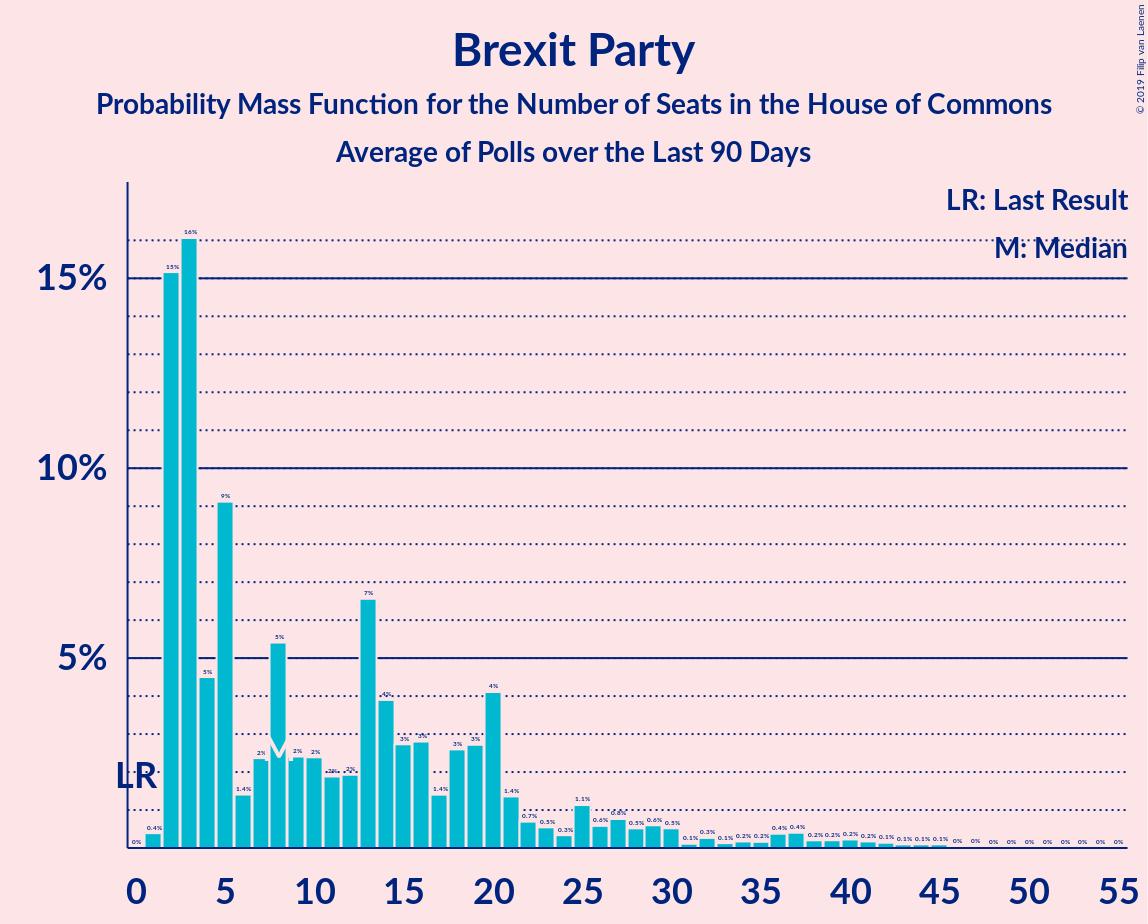 © 2019 Filip van Laenen
Brexit Party
Probability Mass Function for the Number of Seats in the House of Commons
Average of Polls over the Last 90 Days
LR: Last Result
M: Median
15%
10%
5%
LR
0% 0.4% 15% 16% 5% 9% 1.4% 2% 5% 2% 2% 2% 2% 7% 4% 3% 3% 1.4% 3% 3% 4% 1.4% 0.7% 0.5% 0.3% 1.1% 0.6% 0.8% 0.5% 0.6% 0.5% 0.1% 0.3% 0.1% 0.2% 0.2% 0.4% 0.4% 0.2% 0.2% 0.2% 0.2% 0.1% 0.1% 0.1% 0.1% 0% 0% 0% 0% 0% 0% 0% 0% 0% 0%
0 5 10 15 20 25 30 35 40 45 50 55